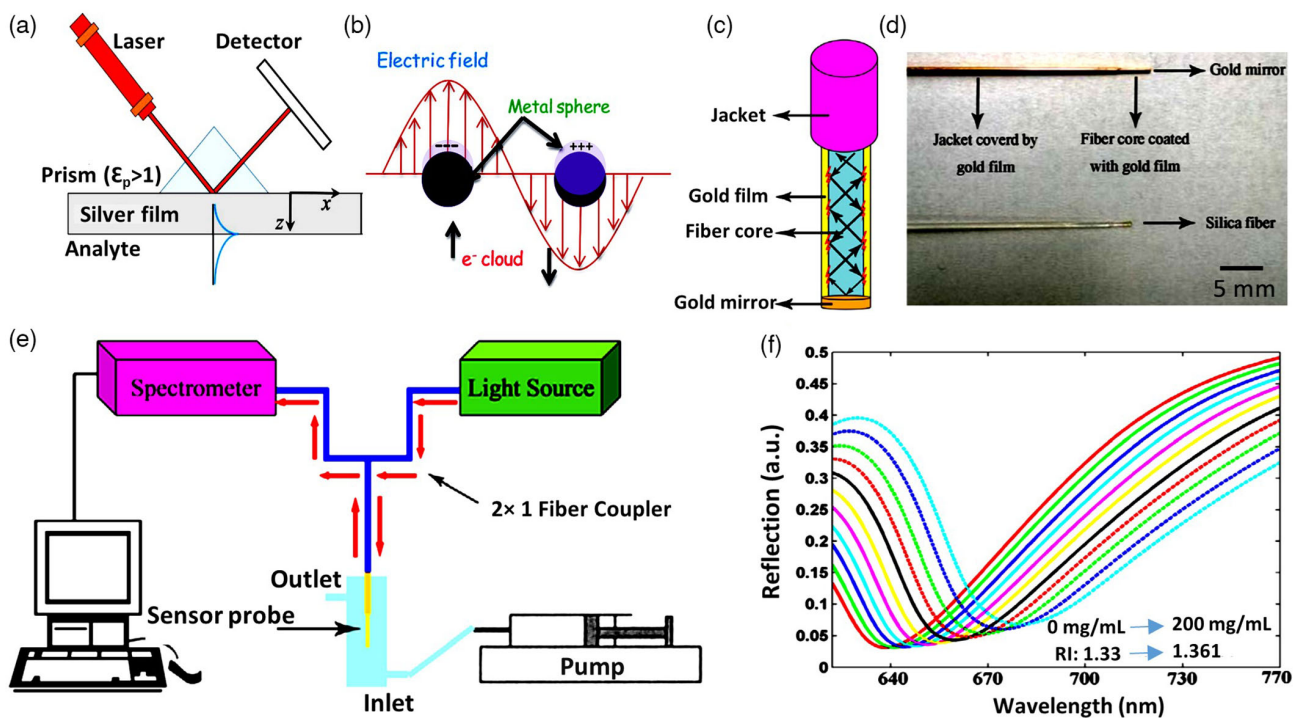 (a)
Laser
Detector
Prism (Ɛp>1)
Silver film
Analyte
x
z
(b)
Electric field
Metal sphere
----
+++
e- cloud
(c)
Jacket
Gold film
Fiber core
Gold mirror
(d)
Gold mirror
Jacket coverd by
gold film
Fiber core coated
with gold film
Silica fiber
5 mm
(e)
Spectrometer
Light Source
2× 1 Fiber Coupler
Outlet
Sensor probe
Pump
Inlet
(f)
Reflection (a.u.)
0.5
0.45
0.4
0.35
0.3
0.25
0.2
0.15
0.1
0.05
0
0 mg/mL
200 mg/mL
RI: 1.33
1.361
640
670
700
730
770
Wavelength (nm)